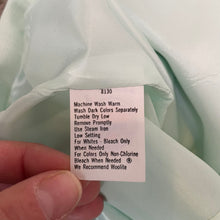 8130
Machine Wash Warm
Wash Dark Colors Separately
Tumble Dry Low
Remove Promptly
Use Steam Iron
Low Setting
For Whites - Bleach Only
When Needed
For Colors Only Non-Chlorine
Bleach When Needed ®
We Recommend Woolite